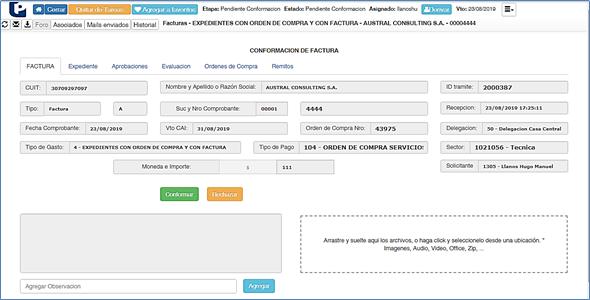 P Cerrar Quitar de Tareas Agregar a favoritos Etapa: Pendiente Conformacion Estado: Pendiente Conformacion Asignado: llanoshu Derivar Vto: 23/08/2019
Foro Asociados Mails enviados Historial Facturas - EXPEDIENTES CON ORDEN DE COMPRA Y CON FACTURA - AUSTRAL CONSULTING S.A. - 00004444
CONFORMACION DE FACTURA
FACTURA Expediente Aprobaciones Evaluacion Ordenes de Compra Remitos
CUIT: 30709297097 Nombre y Apellido o Razón Social: AUSTRAL CONSULTING S.A. ID tramite: 2000387
Tipo: Factura A Suc y Nro Comprobante: 00001 4444 Recepcion: 23/08/2019 17:25:11
Fecha Comprobante: 23/08/2019 Vto CAI: 31/08/2019 Orden de Compra Nro: 43975 Delegacion: 50 - Delegacion Casa Central
Tipo de Gasto: 4 - EXPEDIENTES CON ORDEN DE COMPRA Y CON FACTURA Tipo de Pago 104 - ORDEN DE COMPRA SERVICIO Sector: 1021056 - Tecnica
Moneda e Importe: $ 111 Solicitante 1305 - Llanos Hugo Manuel
Conformar Rechazar
Arrastre y suelte aqui los archivos, o haga click y seleccionelo desde una ubicación. *
Imagenes, Audio, Video, Office, Zip, ...
Agregar Observacion Agregar